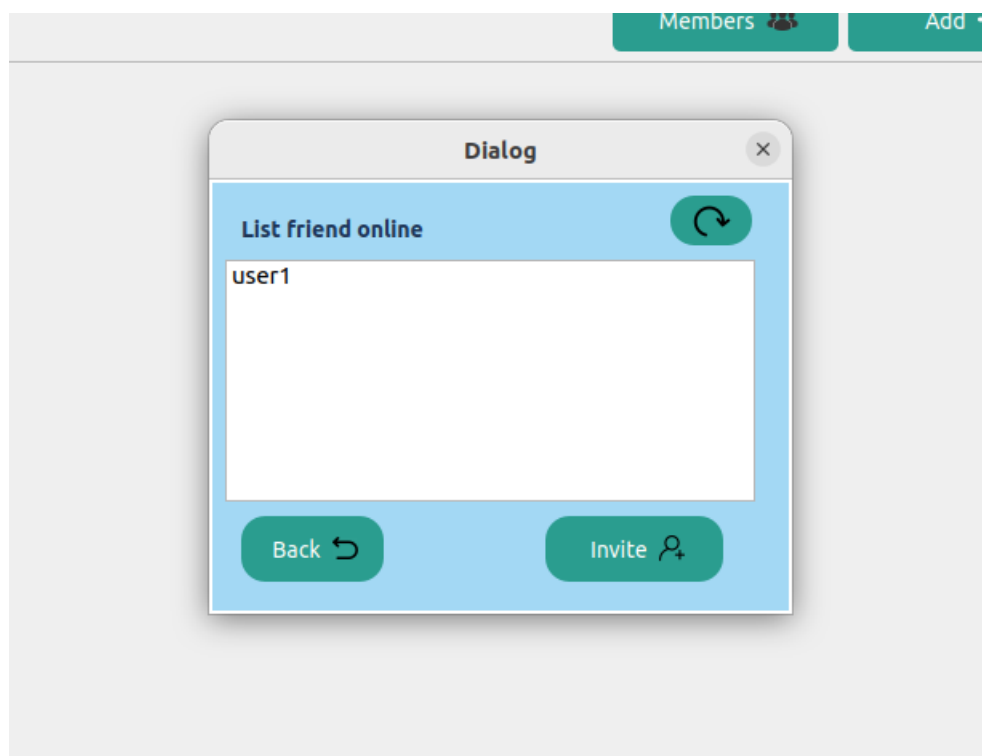 Members
Add
Dialog
List friend online
user1
Back
Invite